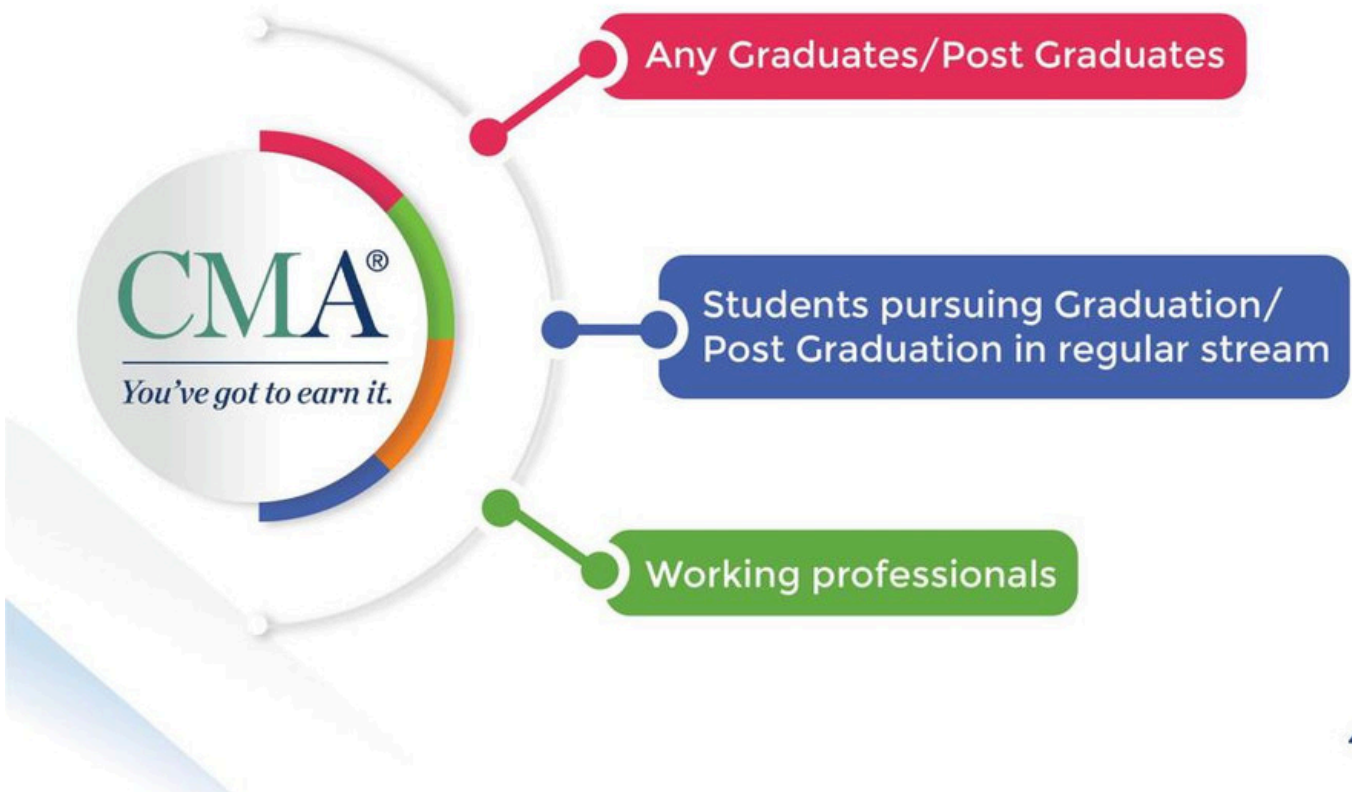 Any Graduates/Post Graduates
CMA®
You've got to earn it.
Students pursuing Graduation/
Post Graduation in regular stream
Working professionals